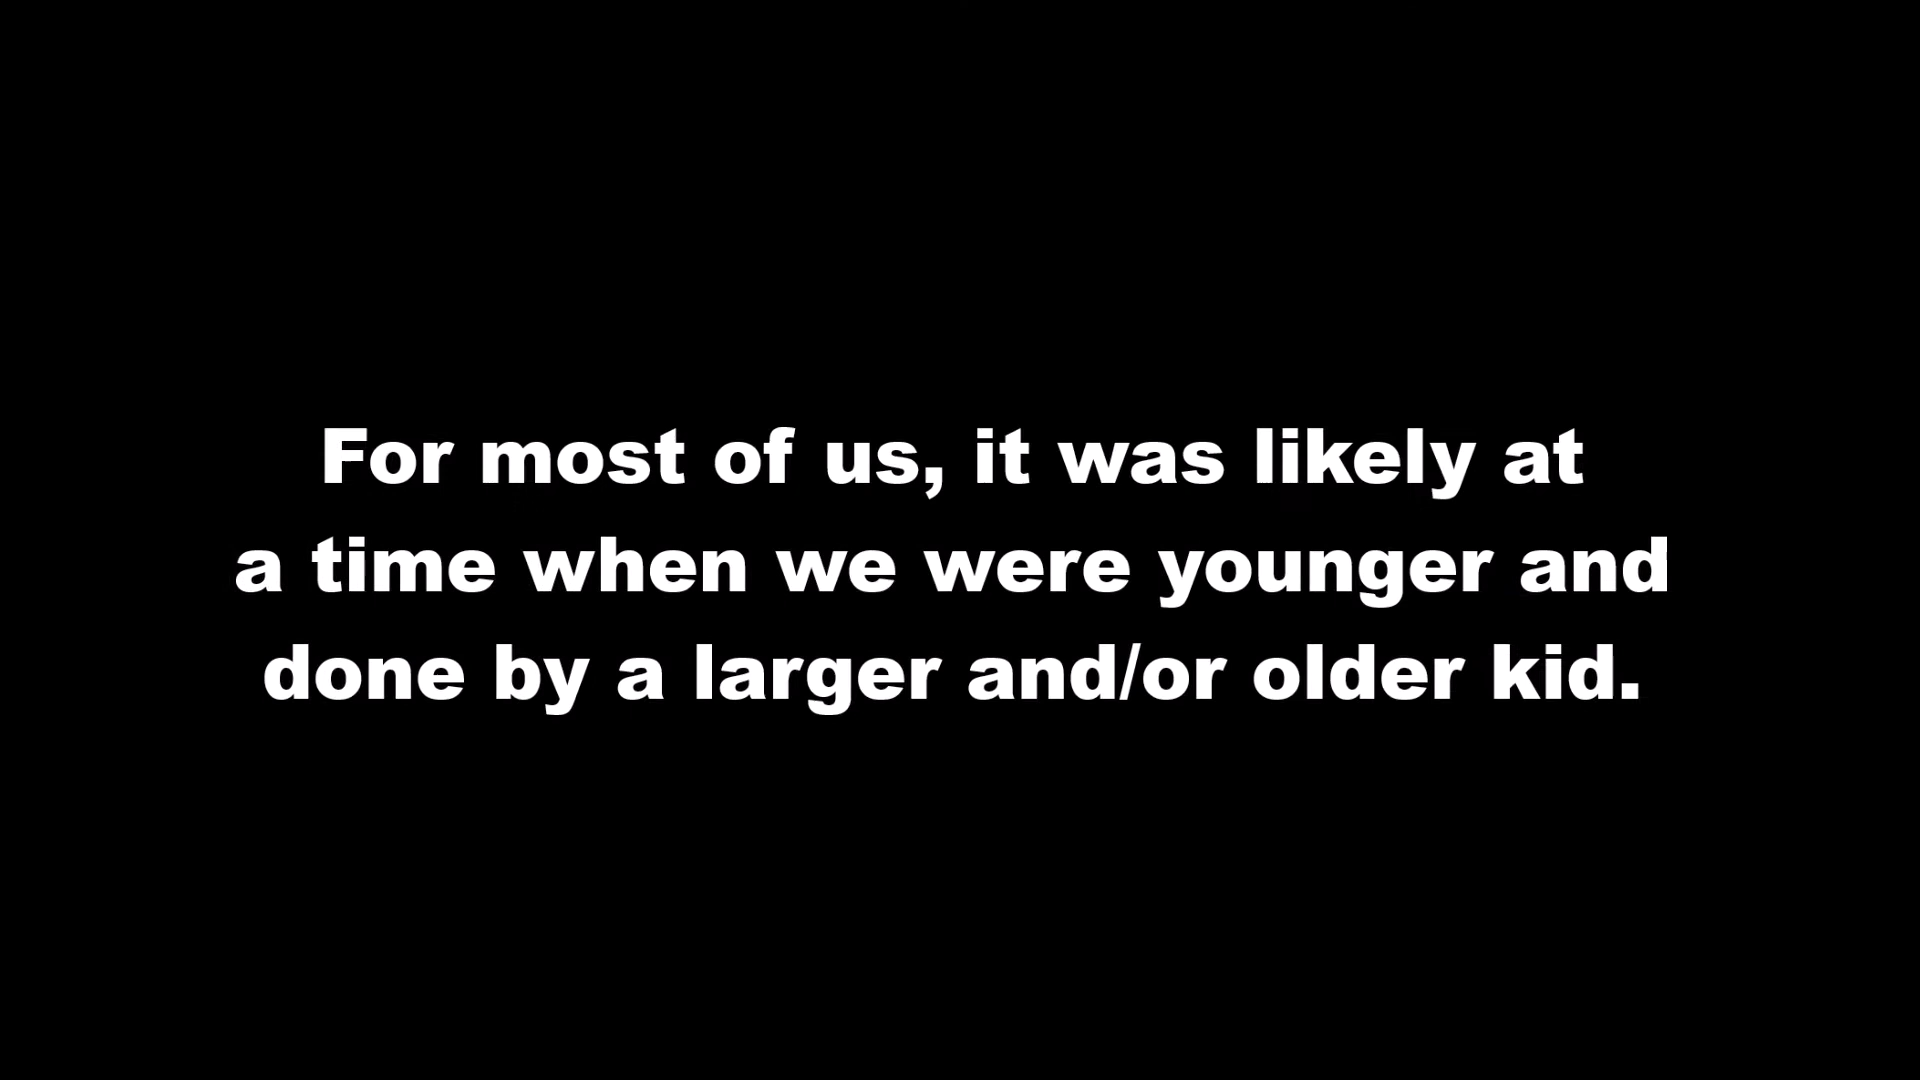 For most of us, it was likely at
a time when we were younger and
done by a larger and/or older kid.